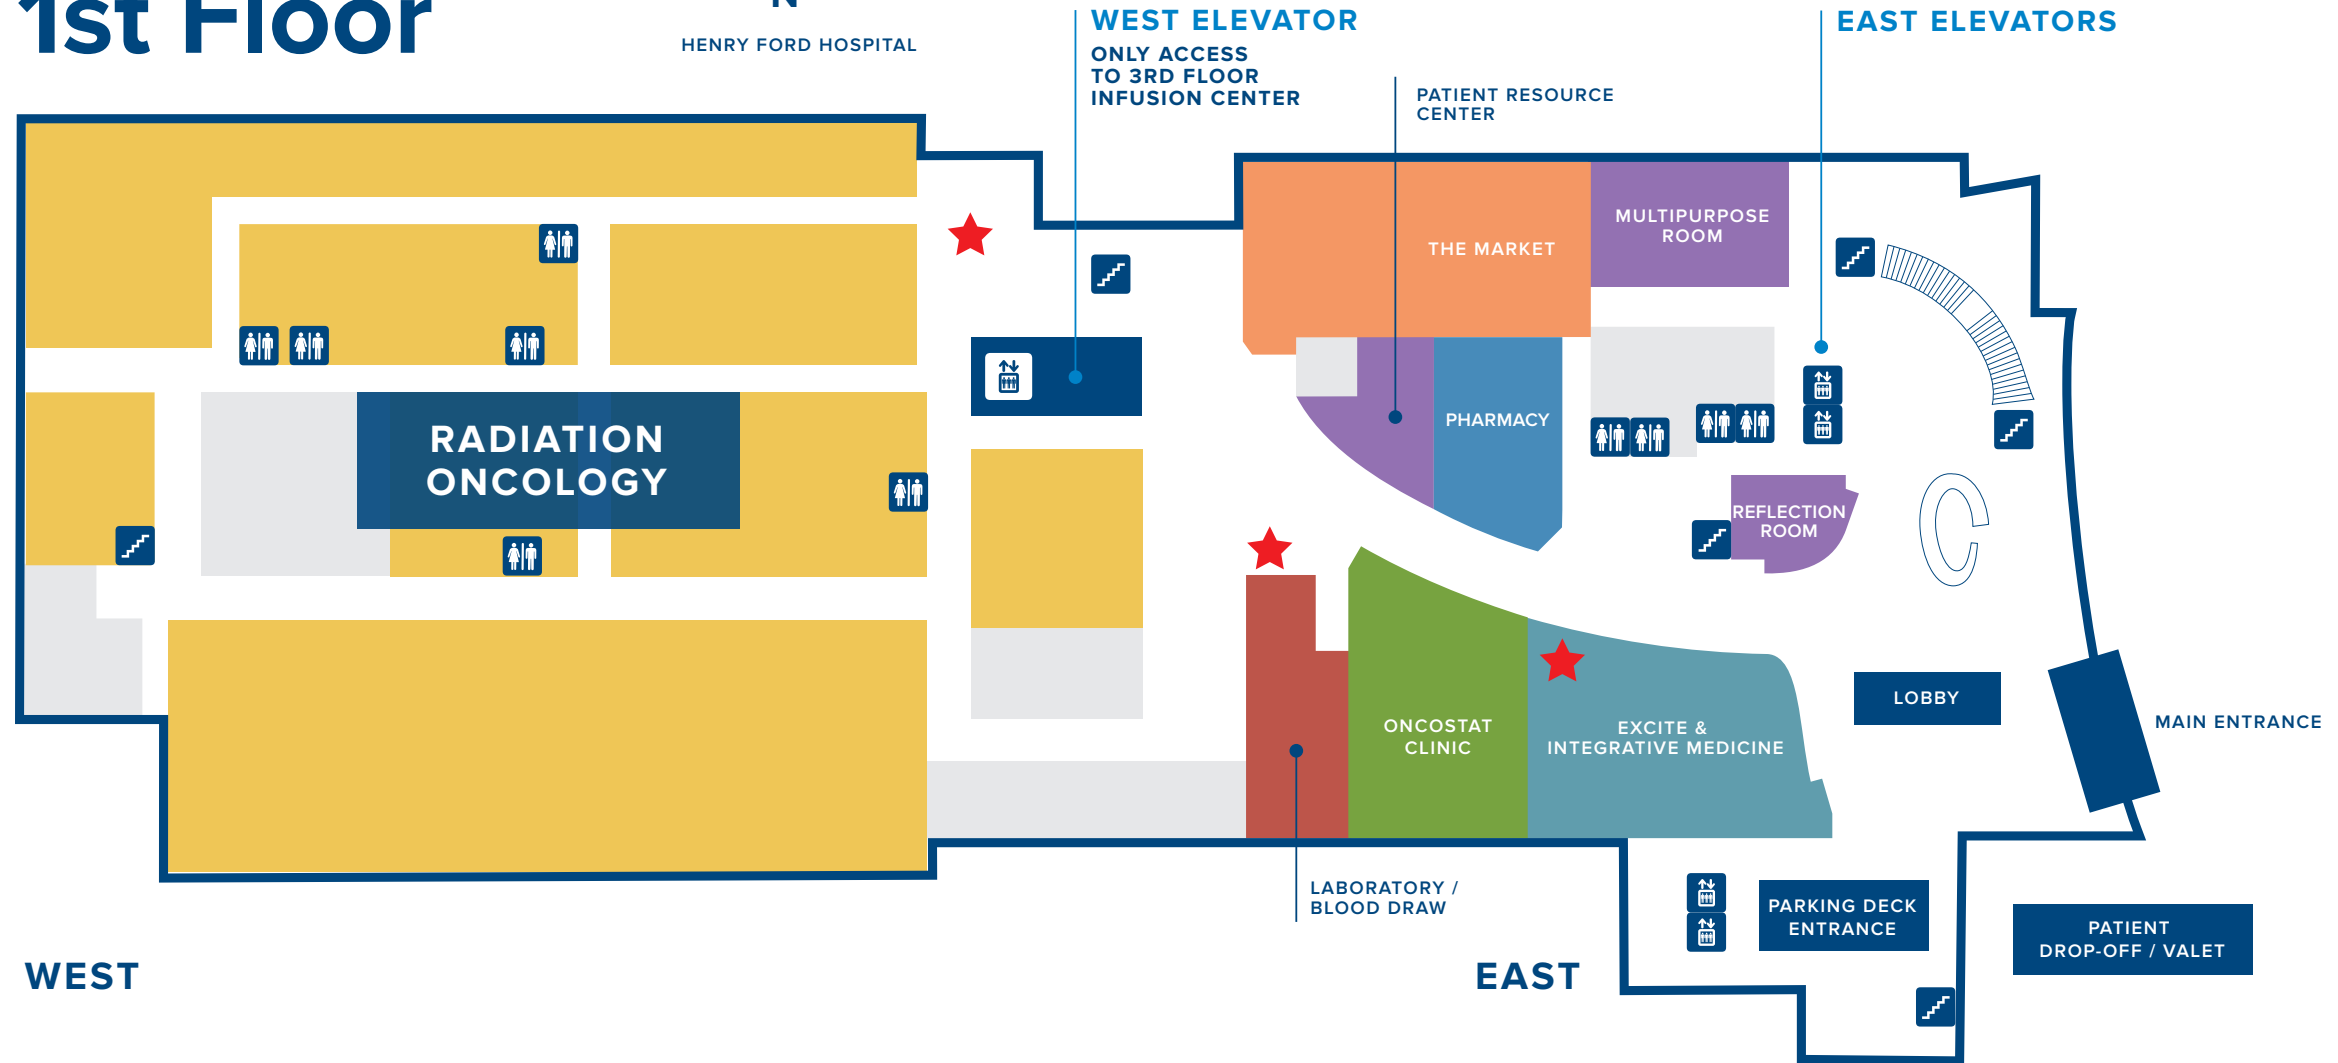 1st Floor
N
HENRY FORD HOSPITAL
WEST ELEVATOR
ONLY ACCESS
TO 3RD FLOOR
INFUSION CENTER
EAST ELEVATORS
PATIENT RESOURCE
CENTER
MULTIPURPOSE
ROOM
THE MARKET
PHARMACY
RADIATION
ONCOLOGY
REFLECTION
ROOM
LOBBY
MAIN ENTRANCE
ONCOSTAT
CLINIC
EXCITE &
INTEGRATIVE MEDICINE
LABORATORY /
BLOOD DRAW
PARKING DECK
ENTRANCE
PATIENT
DROP-OFF / VALET
WEST
EAST